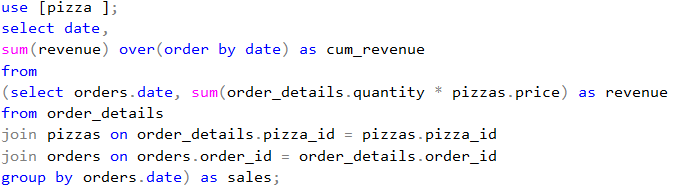 use [pizza ];
select date,
sum(revenue) over(order by date) as cum_revenue
from
(select orders.date, sum(order_details.quantity * pizzas.price) as revenue
from order_details
join pizzas on order_details.pizza_id = pizzas.pizza_id
join orders on orders.order_id = order_details.order_id
group by orders.date) as sales;